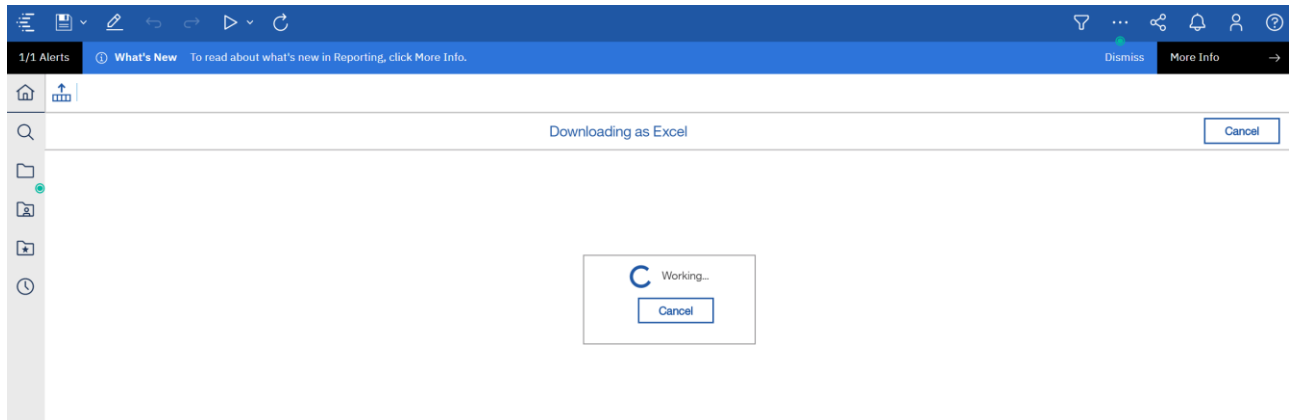 1/1 Alerts What's New To read about what's new in Reporting, click More Info. Dismiss More Info
Downloading as Excel Cancel
Working...
Cancel